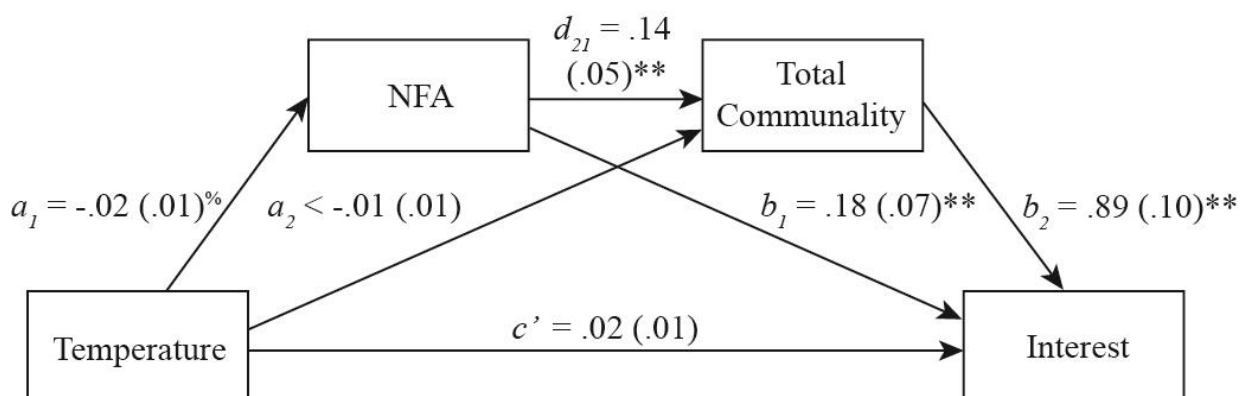 d21 = .14
(.05)**
NFA
Total
Communality
a1 = -.02 (.01)%
a2 < -.01 (.01)
b1 = .18 (.07)**
b2 = .89 (.10)**
Temperature
c’ = .02 (.01)
Interest